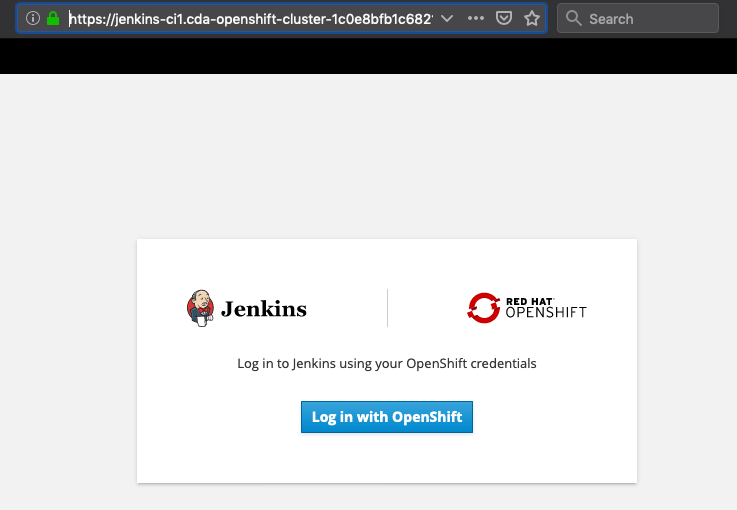 https://jenkins-ci1.cda-openshift-cluster-1c0e8bfb1c682
Search
Jenkins
RED HAT
OPENSHIFT
Log in to Jenkins using your OpenShift credentials
Log in with OpenShift